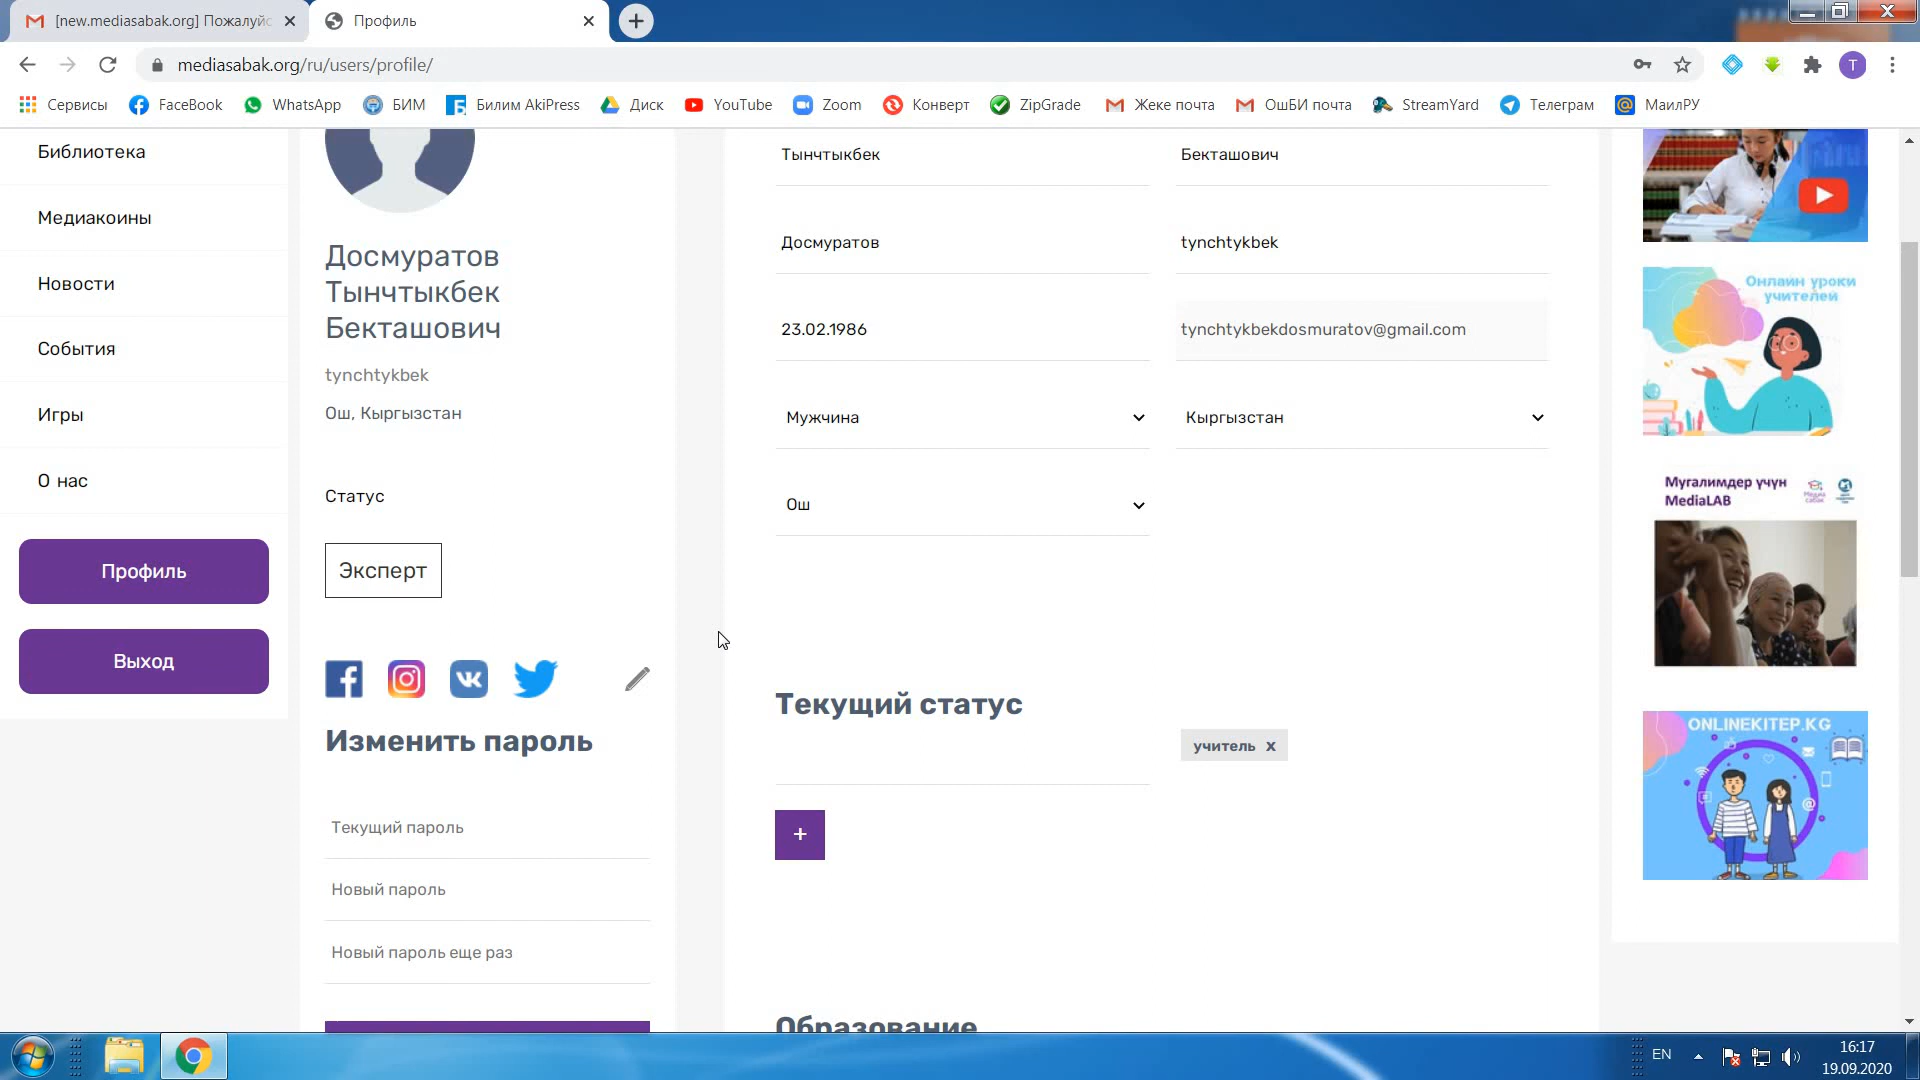 [new.mediasabak.org] Пожалуйс
Профиль
mediasabak.org/ru/users/profile/
T
Сервисы
FaceBook
WhatsApp
БИМ
Билим AkiPress
Диск
YouTube
Zoom
Конверт
ZipGrade
Жеке почта
ОшБИ почта
StreamYard
Телеграм
МаилРУ
Библиотека
Медиакоины
Новости
События
Игры
О нас
Профиль
Выход
Досмуратов
Тынчтыкбек
Бекташович
tynchtykbek
Ош, Кыргызстан
Статус
Эксперт
Изменить пароль
Текущий пароль
Новый пароль
Новый пароль еще раз
Тынчтыкбек
Бекташович
Досмуратов
tynchtykbek
23.02.1986
tynchtykbekdosmuratov@gmail.com
Мужчина
Кыргызстан
Ош
Текущий статус
учитель x
+
Образование
Онлайн уроки
учителей
Мугалимдер үчүн
MediaLAB
ONLINEKITEP.KG
EN
16:17
19.09.2020